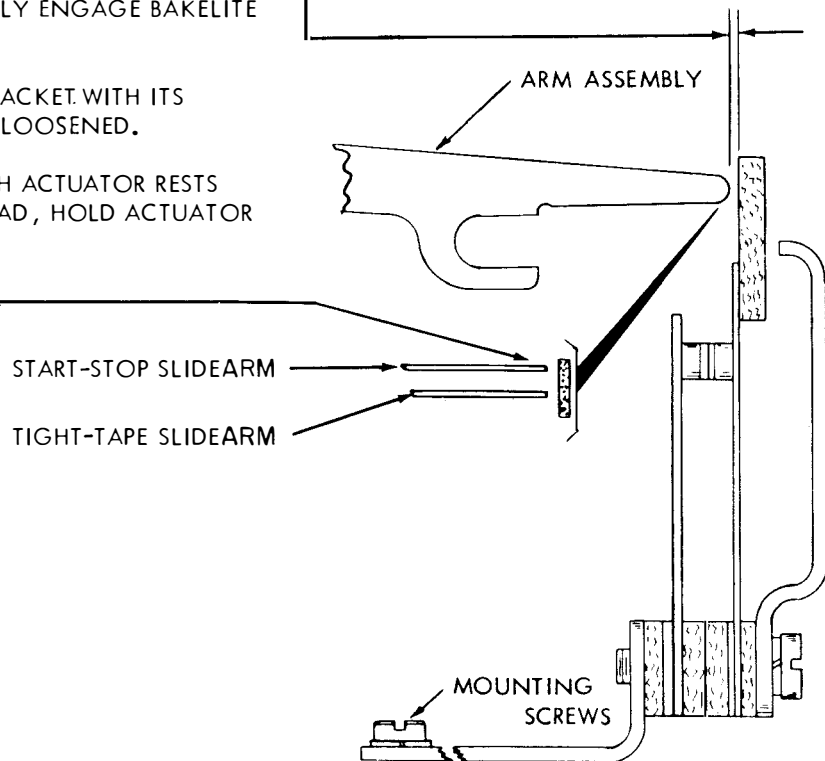 LY ENGAGE BAKELITE
ARM ASSEMBLY
ACKET WITH ITS
LOOSENED.
H ACTUATOR RESTS
AD, HOLD ACTUATOR
START-STOP SLIDEARM
TIGHT-TAPE SLIDEARM
MOUNTING
SCREWS